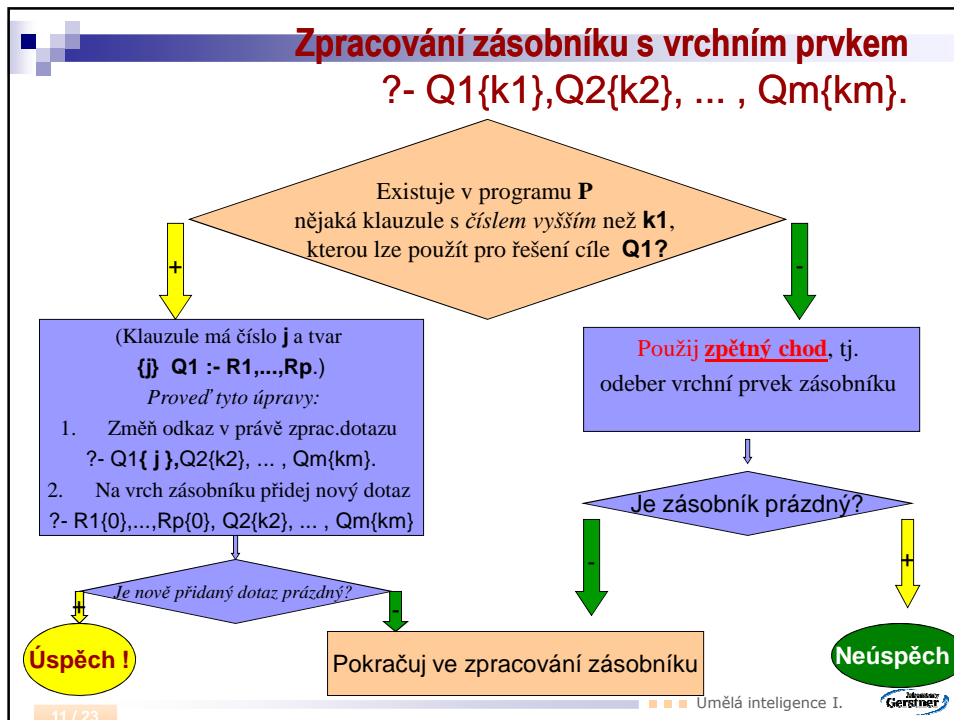 Zpracování zásobníku s vrchním prvkem
?- Q1{k1},Q2{k2}, ... , Qm{km}.
Existuje v programu P
nějaká klauzule s číslem vyšším než k1,
kterou lze použít pro řešení cíle Q1?
+
-
(Klauzule má číslo j a tvar
{j} Q1 :- R1,...,Rp.)
Proveď tyto úpravy:
1. Změň odkaz v právě zprac.dotazu
?- Q1{ j },Q2{k2}, ... , Qm{km}.
2. Na vrch zásobníku přidej nový dotaz
?- R1{0},...,Rp{0}, Q2{k2}, ... , Qm{km}
Použij zpětný chod, tj.
odeber vrchní prvek zásobníku
Je zásobník prázdný?
-
+
Je nově přidaný dotaz prázdný?
+
-
Úspěch !
Pokračuj ve zpracování zásobníku
Neúspěch
11 / 23
Umělá inteligence I.
Gerstner